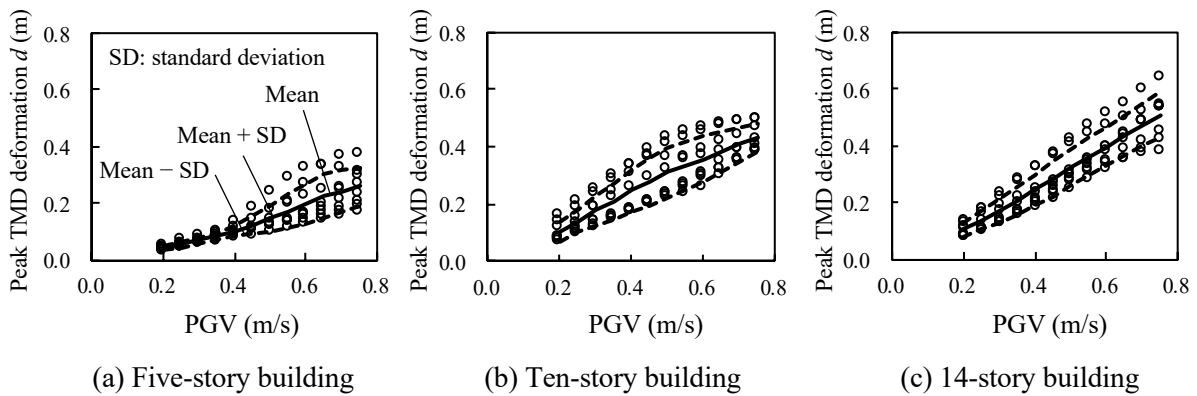 Peak TMD deformation d (m)
0.8
0.6
0.4
0.2
0.0
SD: standard deviation
Mean
Mean + SD
Mean − SD
0.0 0.2 0.4 0.6 0.8
PGV (m/s)
(a) Five-story building
Peak TMD deformation d (m)
0.8
0.6
0.4
0.2
0.0
0.0 0.2 0.4 0.6 0.8
PGV (m/s)
(b) Ten-story building
Peak TMD deformation d (m)
0.8
0.6
0.4
0.2
0.0
0.0 0.2 0.4 0.6 0.8
PGV (m/s)
(c) 14-story building